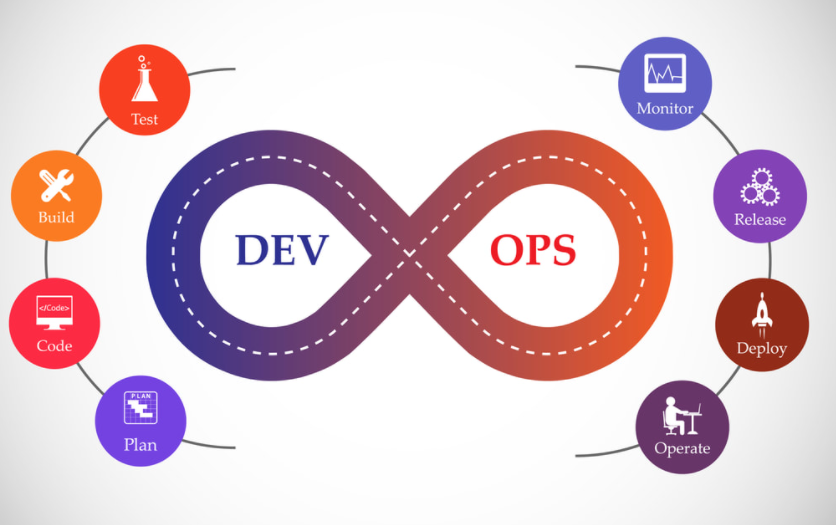 Test
Build
</Code>
Code
PLAN
Plan
DEV
OPS
Monitor
Release
Deploy
Operate